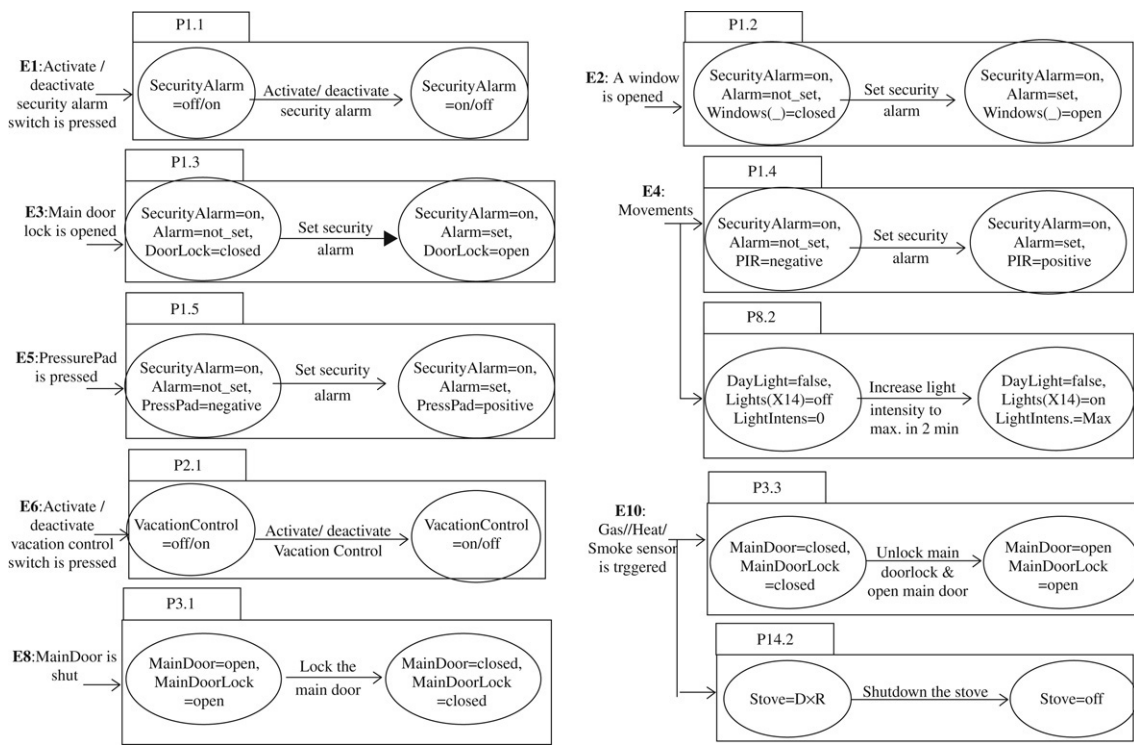 P1.1
E1:Activate /
deactivate
security alarm
switch is pressed
SecurityAlarm
=off/on
Activate/ deactivate
security alarm
SecurityAlarm
=on/off
P1.2
E2: A window
is opened
SecurityAlarm=on,
Alarm=not_set,
Windows(_)=closed
Set security
alarm
SecurityAlarm=on,
Alarm=set,
Windows(_)=open
P1.3
E3:Main door
lock is opened
SecurityAlarm=on,
Alarm=not_set,
DoorLock=closed
Set security
alarm
SecurityAlarm=on,
Alarm=set,
DoorLock=open
E4:
Movements
P1.4
SecurityAlarm=on,
Alarm=not_set,
PIR=negative
Set security
alarm
SecurityAlarm=on,
Alarm=set,
PIR=positive
P1.5
E5:PressurePad
is pressed
SecurityAlarm=on,
Alarm=not_set,
PressPad=negative
Set security
alarm
SecurityAlarm=on,
Alarm=set,
PressPad=positive
P8.2
DayLight=false,
Lights(X14)=off
LightIntens=0
Increase light
intensity to
max. in 2 min
DayLight=false,
Lights(X14)=on
LightIntens.=Max
P2.1
E6:Activate /
deactivate
vacation control
switch is pressed
VacationControl
=off/on
Activate/ deactivate
Vacation Control
VacationControl
=on/off
E10:
Gas//Heat/
Smoke sensor
is trggered
P3.3
MainDoor=closed,
MainDoorLock
=closed
Unlock main
doorlock &
open main door
MainDoor=open
MainDoorLock
=open
P3.1
E8:MainDoor is
shut
MainDoor=open,
MainDoorLock
=open
Lock the
main door
MainDoor=closed,
MainDoorLock
=closed
P14.2
Stove=D×R
Shutdown the stove
Stove=off